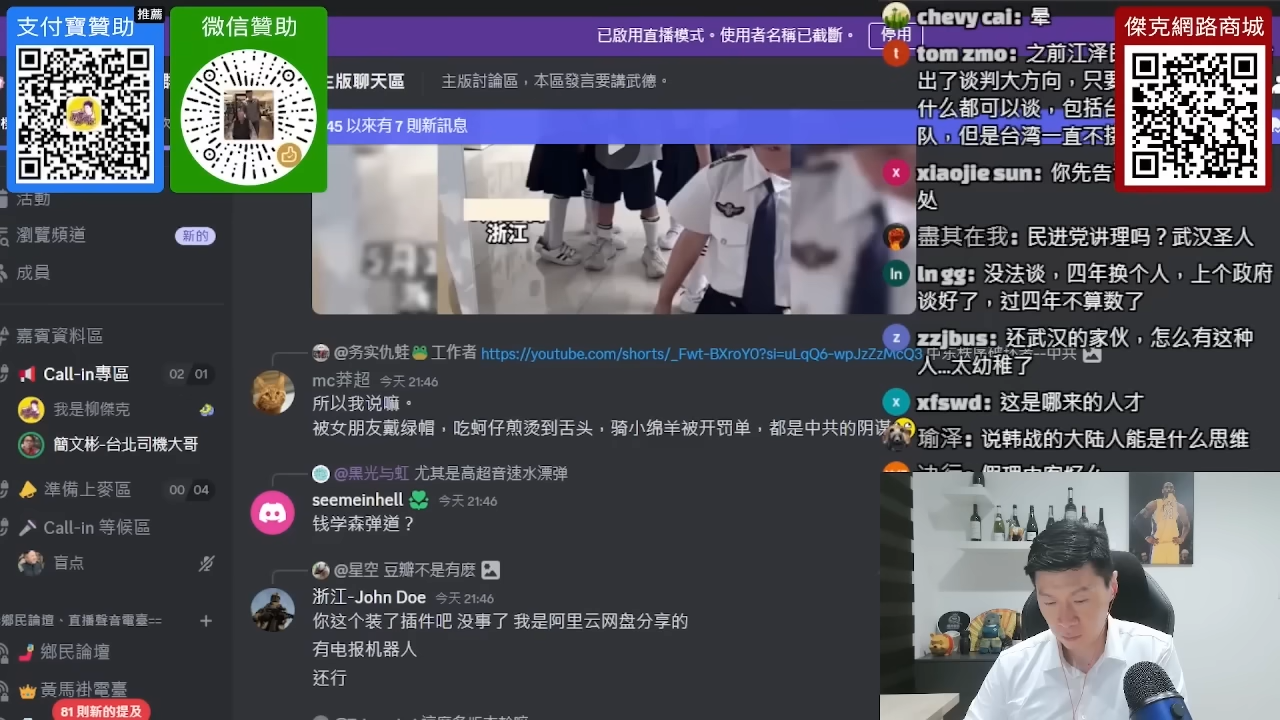 支付寶贊助
推薦
微信贊助
已啟用直播模式。使用者名稱已截斷。
停用
傑克網路商城
主版聊天區
主版討論區，本區發言要講武德。
45 以來有 7 則新訊息
活動
瀏覽頻道
新的
成員
嘉賓資料區
Call-in專區
02 01
我是柳傑克
簡文彬-台北司機大哥
準備上麥區
00 04
Call-in 等候區
盲点
鄉民論壇、直播聲音電臺==
鄉民論壇
黃馬褂電臺
81 則新的提及
浙江
@务实仇蛙🐸工作者 https://youtube.com/shorts/_Fwt-BXroY0?si=uLqQ6-wpJzZzMcQ3
mc莽超 今天 21:46
所以我说嘛。
被女朋友戴绿帽，吃蚵仔煎烫到舌头，骑小绵羊被开罚单，都是中共的阴谋
@黑光与虹 尤其是高超音速水漂弹
seemeinhell 今天 21:46
钱学森弹道？
@星空 豆瓣不是有麽
浙江-John Doe 今天 21:46
你这个装了插件吧 没事了 我是阿里云网盘分享的
有电报机器人
还行
chevy cai: 晕
tom zmo: 之前江泽
出了谈判大方向，只要
什么都可以谈，包括台
队，但是台湾一直不接
xiaojie sun: 你先告
处
盡其在我: 民进党讲理吗？武汉圣人
ln gg: 没法谈，四年换个人，上个政府
谈好了，过四年不算数了
zzjbus: 还武汉的家伙，怎么有这种
人...太幼稚了
xfswd: 这是哪来的人才
瑜泽: 说韩战的大陆人能是什么思维